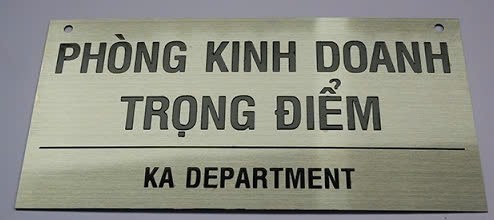 PHÒNG KINH DOANH
TRỌNG ĐIỂM
KA DEPARTMENT